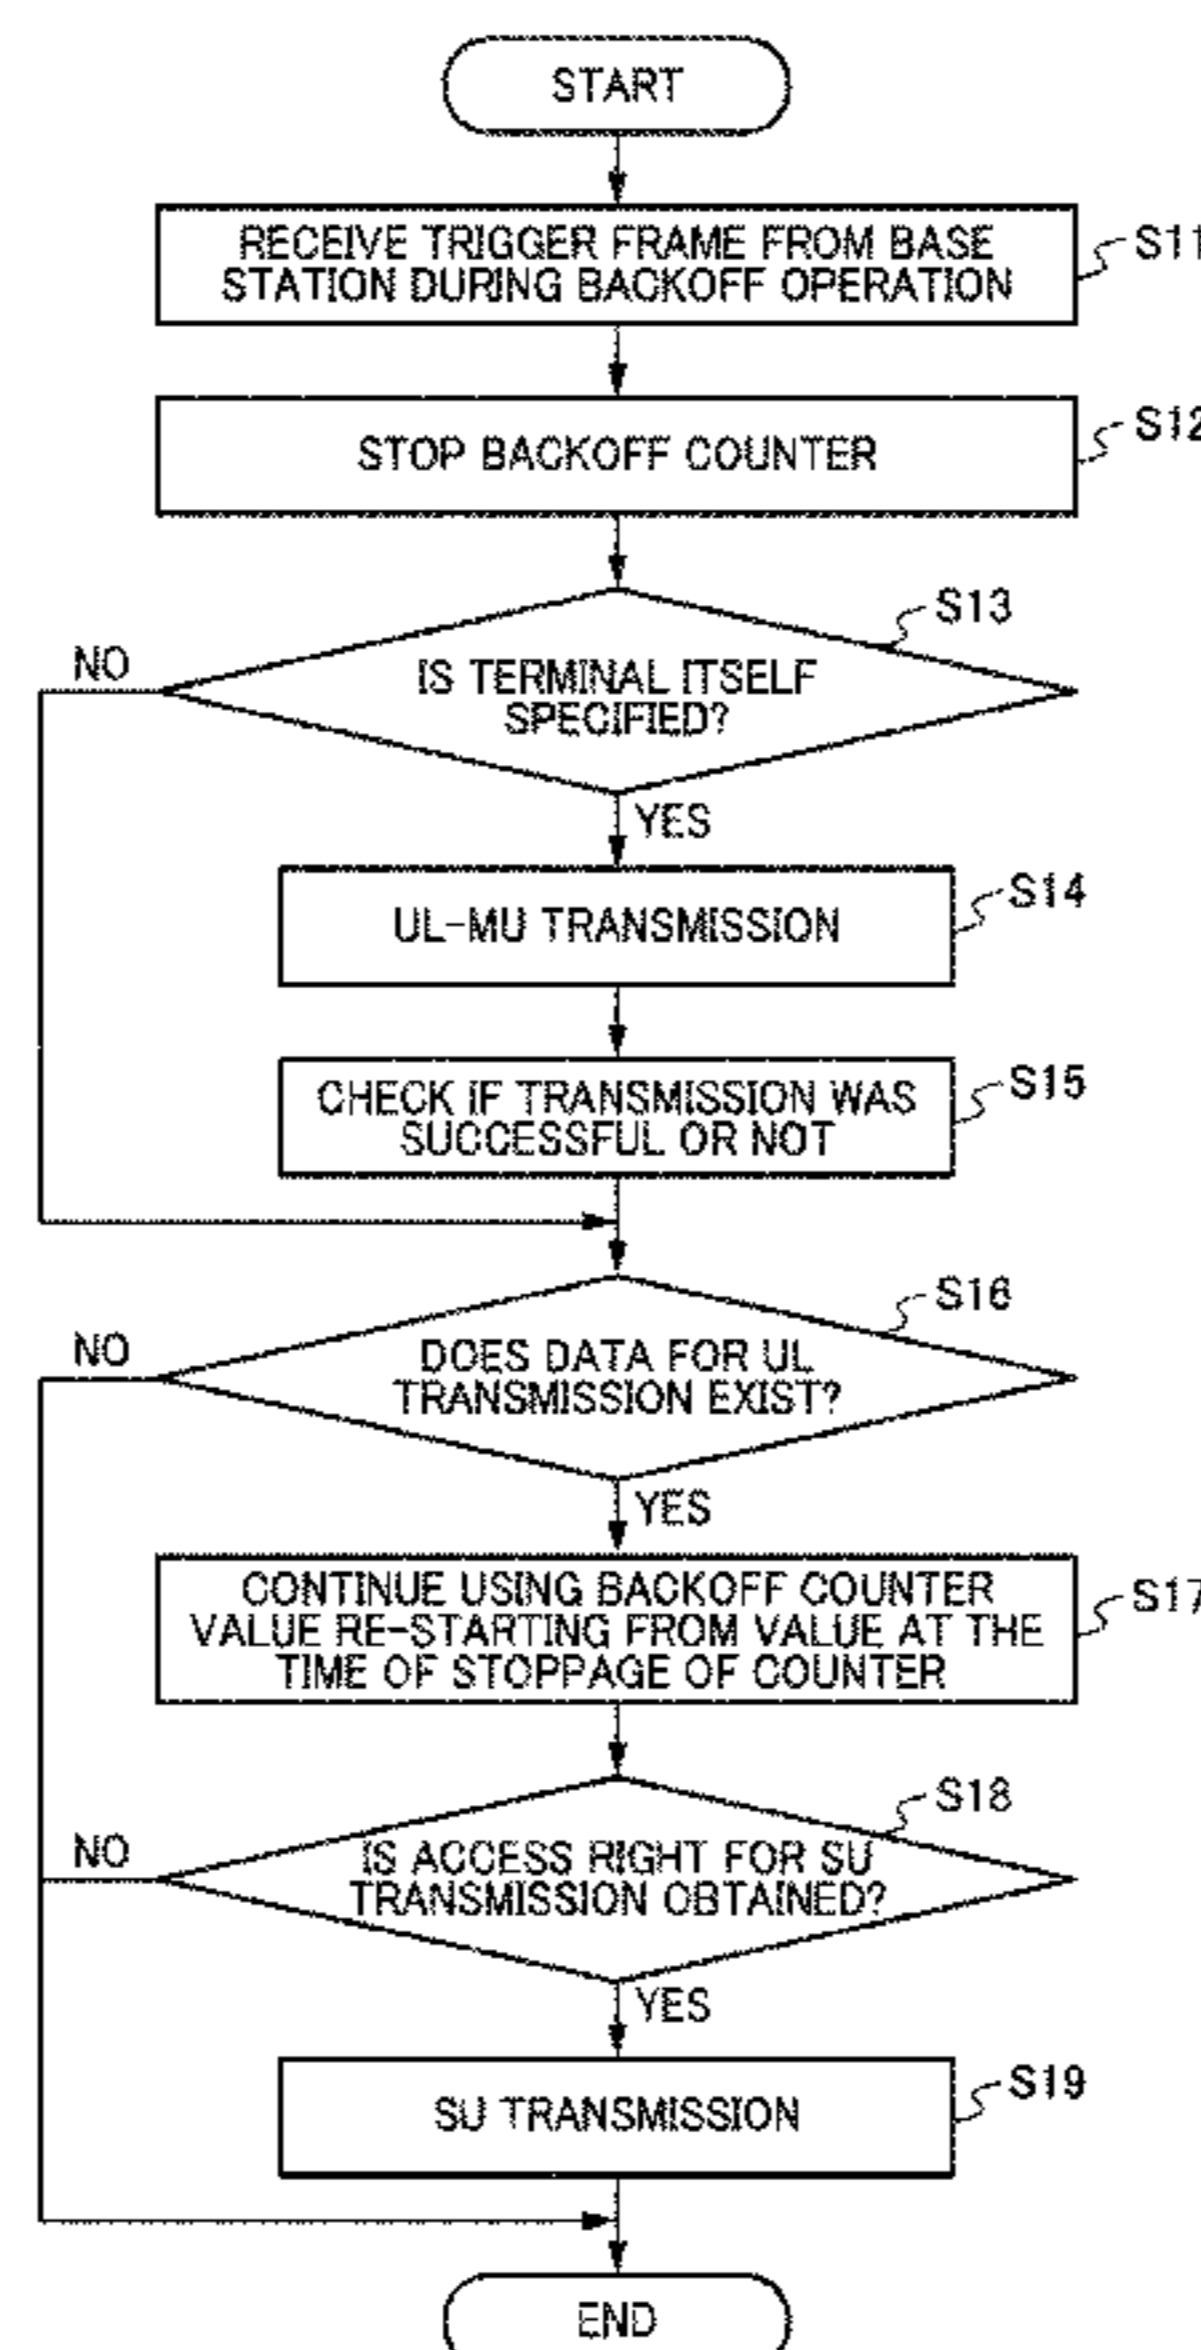 START
RECEIVE TRIGGER FRAME FROM BASE
STATION DURING BACKOFF OPERATION
S11
STOP BACKOFF COUNTER
S12
S13
NO
IS TERMINAL ITSELF
SPECIFIED?
YES
UL-MU TRANSMISSION
S14
CHECK IF TRANSMISSION WAS
SUCCESSFUL OR NOT
S15
S16
NO
DOES DATA FOR UL
TRANSMISSION EXIST?
YES
CONTINUE USING BACKOFF COUNTER
VALUE RE-STARTING FROM VALUE AT THE
TIME OF STOPPAGE OF COUNTER
S17
S18
NO
IS ACCESS RIGHT FOR SU
TRANSMISSION OBTAINED?
YES
SU TRANSMISSION
S19
END